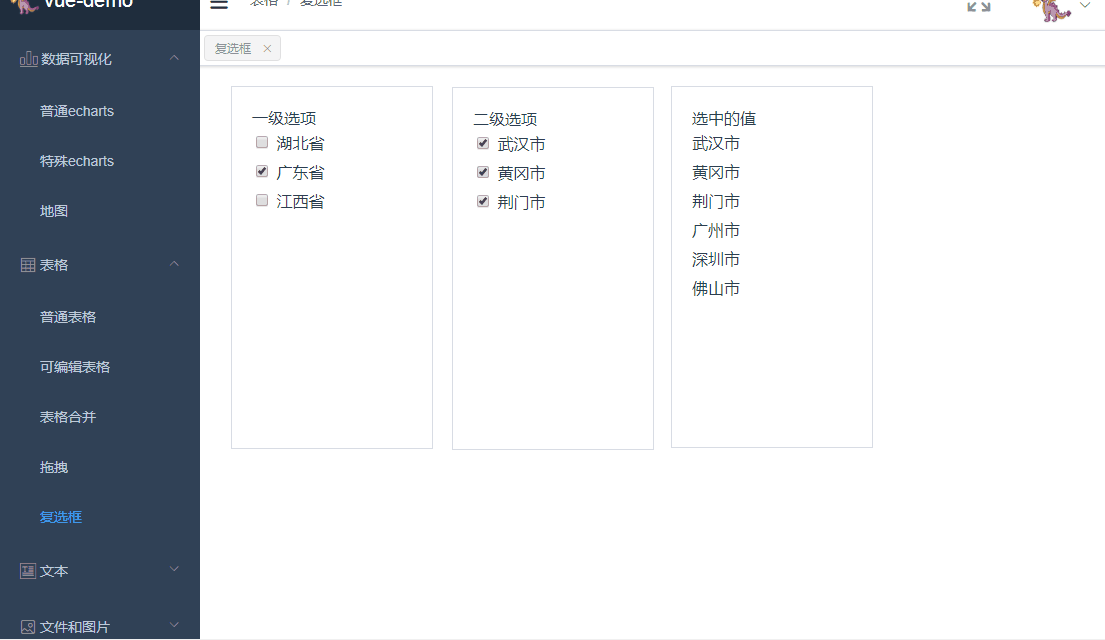 vue-demo
表格 / 复选框
复选框 ×
数据可视化
普通echarts
特殊echarts
地图
表格
普通表格
可编辑表格
表格合并
拖拽
复选框
文本
文件和图片
一级选项
湖北省
广东省
江西省
二级选项
武汉市
黄冈市
荆门市
选中的值
武汉市
黄冈市
荆门市
广州市
深圳市
佛山市